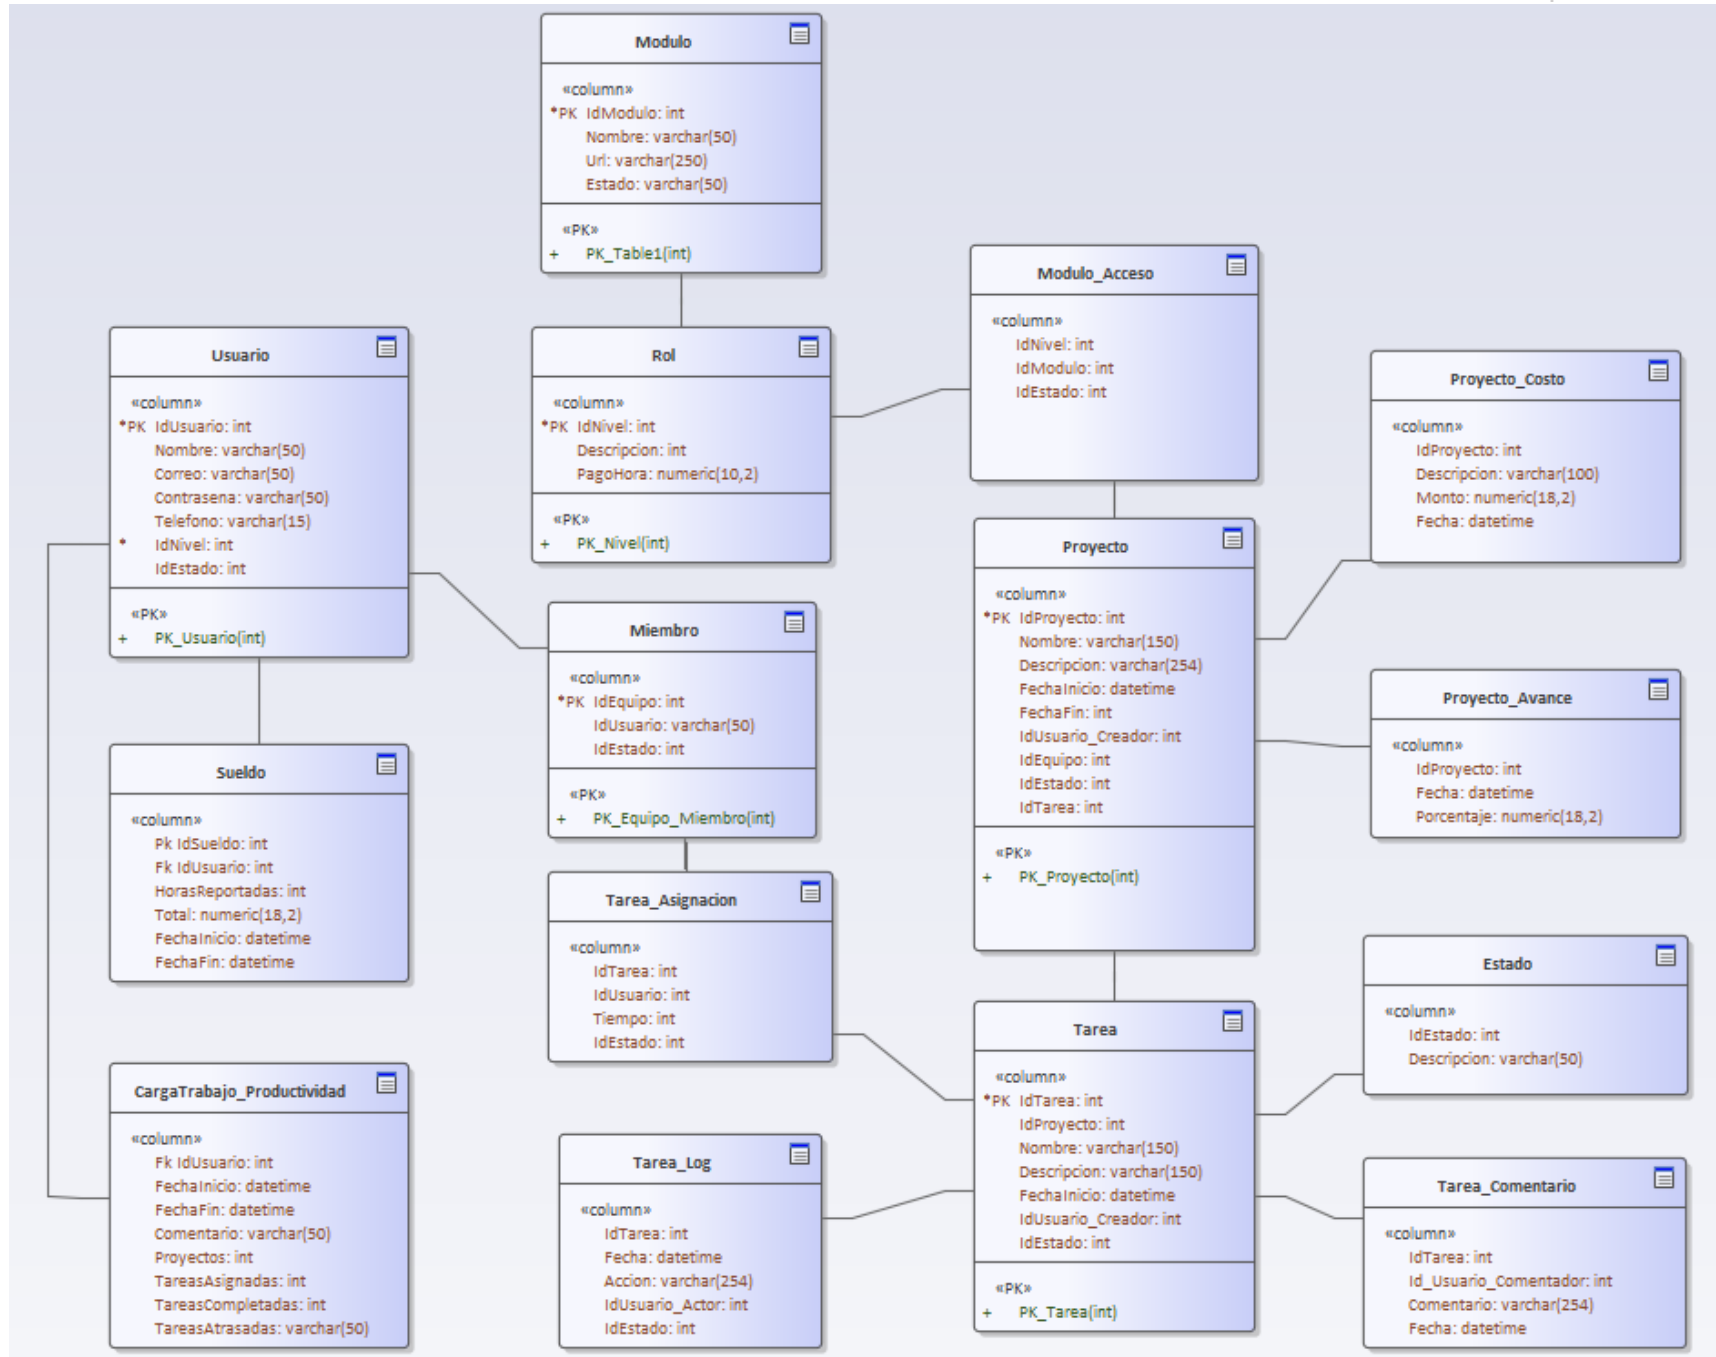 Modulo
«column»
*PK IdModulo: int
Nombre: varchar(50)
Url: varchar(250)
Estado: varchar(50)
«PK»
+ PK_Table1(int)
Modulo_Acceso
«column»
IdNivel: int
IdModulo: int
IdEstado: int
Usuario
«column»
*PK IdUsuario: int
Nombre: varchar(50)
Correo: varchar(50)
Contrasena: varchar(50)
Telefono: varchar(15)
* IdNivel: int
IdEstado: int
«PK»
+ PK_Usuario(int)
Rol
«column»
*PK IdNivel: int
Descripcion: int
PagoHora: numeric(10,2)
«PK»
+ PK_Nivel(int)
Proyecto_Costo
«column»
IdProyecto: int
Descripcion: varchar(100)
Monto: numeric(18,2)
Fecha: datetime
Proyecto
«column»
*PK IdProyecto: int
Nombre: varchar(150)
Descripcion: varchar(254)
FechaInicio: datetime
FechaFin: int
IdUsuario_Creador: int
IdEquipo: int
IdEstado: int
IdTarea: int
«PK»
+ PK_Proyecto(int)
Miembro
«column»
*PK IdEquipo: int
IdUsuario: varchar(50)
IdEstado: int
«PK»
+ PK_Equipo_Miembro(int)
Proyecto_Avance
«column»
IdProyecto: int
Fecha: datetime
Porcentaje: numeric(18,2)
Sueldo
«column»
Pk IdSueldo: int
Fk IdUsuario: int
HorasReportadas: int
Total: numeric(18,2)
FechaInicio: datetime
FechaFin: datetime
Tarea_Asignacion
«column»
IdTarea: int
IdUsuario: int
Tiempo: int
IdEstado: int
Estado
«column»
IdEstado: int
Descripcion: varchar(50)
Tarea
«column»
*PK IdTarea: int
IdProyecto: int
Nombre: varchar(150)
Descripcion: varchar(150)
FechaInicio: datetime
IdUsuario_Creador: int
IdEstado: int
«PK»
+ PK_Tarea(int)
CargaTrabajo_Productividad
«column»
Fk IdUsuario: int
FechaInicio: datetime
FechaFin: datetime
Comentario: varchar(50)
Proyectos: int
TareasAsignadas: int
TareasCompletadas: int
TareasAtrasadas: varchar(50)
Tarea_Log
«column»
IdTarea: int
Fecha: datetime
Accion: varchar(254)
IdUsuario_Actor: int
IdEstado: int
Tarea_Comentario
«column»
IdTarea: int
Id_Usuario_Comentador: int
Comentario: varchar(254)
Fecha: datetime